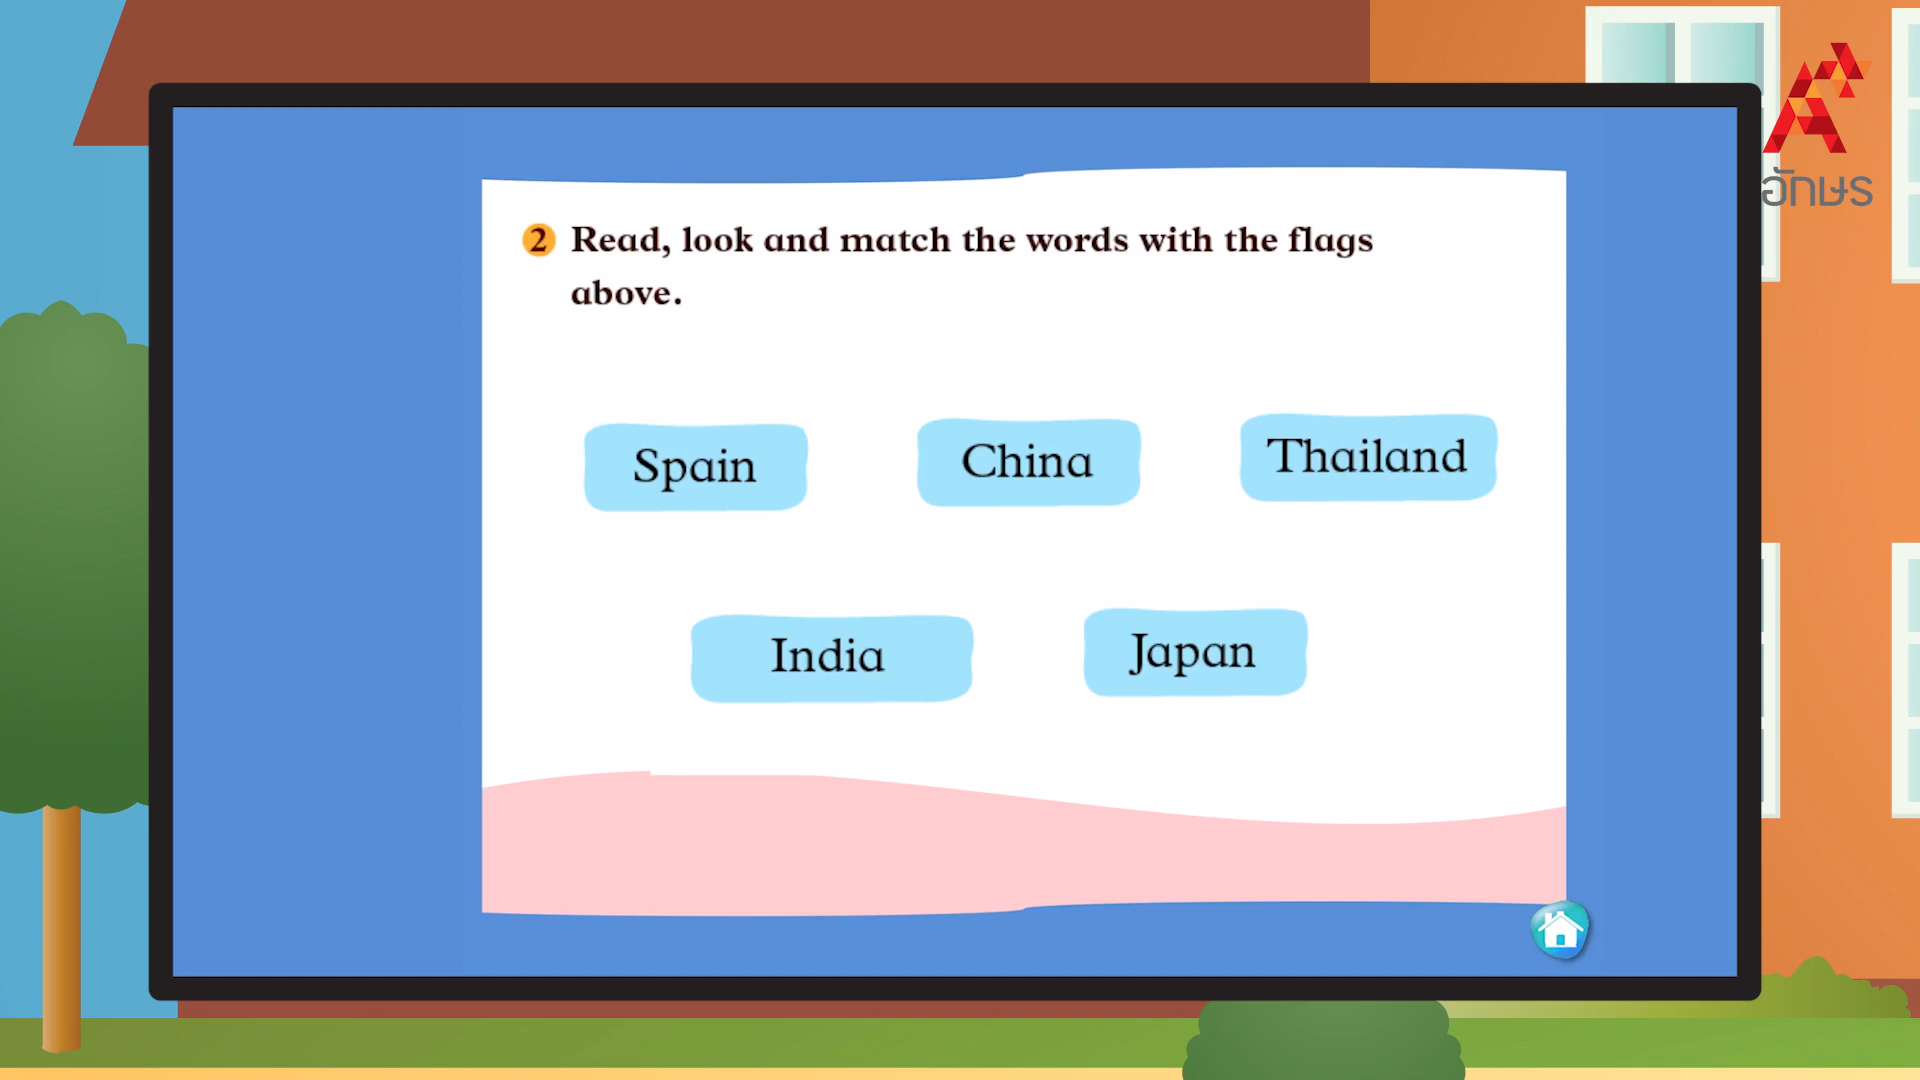 2 Read, look and match the words with the flags
above.
Spain China Thailand
India Japan
อักษร